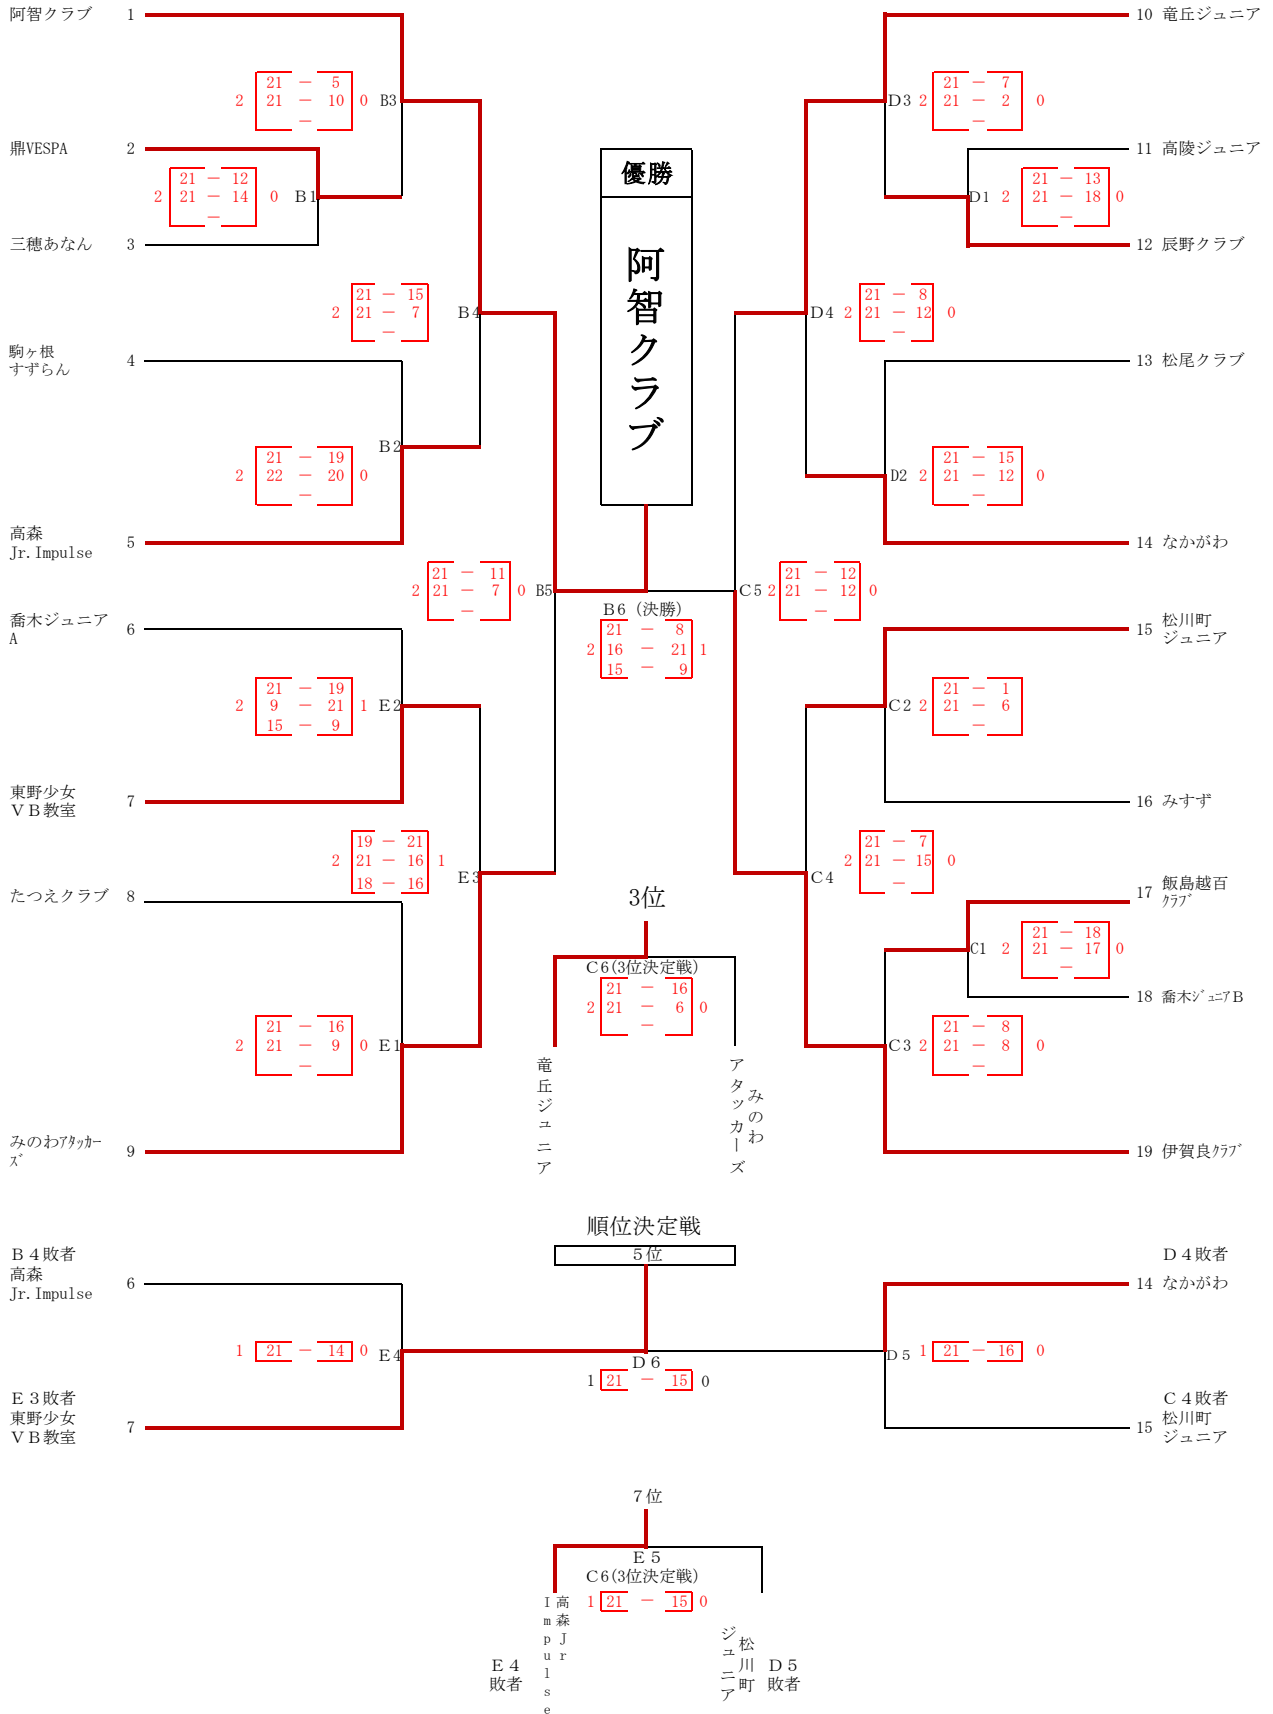 阿智クラブ 1
21 － 5
2 21 － 10 0 B3
－
鼎VESPA 2
21 － 12
2 21 － 14 0 B1
－
三穂あなん 3
21 － 15
2 21 － 7 B4
－
駒ヶ根
すずらん 4
B2
21 － 19
2 22 － 20 0
－
高森
Jr.Impulse 5
21 － 11
2 21 － 7 0 B5
－
喬木ジュニア
A 6
21 － 19
2 9 － 21 1 E2
15 － 9
東野少女
ＶＢ教室 7
19 － 21
2 21 － 16 1
18 － 16 E3
たつえクラブ 8
21 － 16
2 21 － 9 0 E1
－
みのわｱﾀｯｶｰ
ｽﾞ 9
優勝
阿智クラブ
B6 (決勝)
21 － 8
2 16 － 21 1
15 － 9
10 竜丘ジュニア
21 － 7
D3 2 21 － 2 0
－
11 高陵ジュニア
21 － 13
D1 2 21 － 18 0
－
12 辰野クラブ
21 － 8
D4 2 21 － 12 0
－
13 松尾クラブ
21 － 15
D2 2 21 － 12 0
－
14 なかがわ
21 － 12
C5 2 21 － 12 0
－
15 松川町
ジュニア
21 － 1
C2 2 21 － 6
－
16 みすず
21 － 7
2 21 － 15 0
C4 －
17 飯島越百
ｸﾗﾌﾞ
21 － 18
C1 2 21 － 17 0
－
18 喬木ｼﾞｭﾆｱB
21 － 8
C3 2 21 － 8 0
－
19 伊賀良ｸﾗﾌﾞ
3位
C6(3位決定戦)
21 － 16
2 21 － 6 0
－
竜丘ジュニア
みのわ
アタッカーズ
順位決定戦
５位
Ｂ４敗者
高森
Jr.Impulse 6
1 21 － 14 0 E4
Ｅ３敗者
東野少女
ＶＢ教室 7
D6
1 21 － 15 0
Ｄ４敗者
14 なかがわ
D5 1 21 － 16 0
Ｃ４敗者
15 松川町
ジュニア
７位
E5
C6(3位決定戦)
1 21 － 15 0
高森Jr
Impulse
Ｅ４
敗者
松川町
ジュニア
Ｄ５
敗者